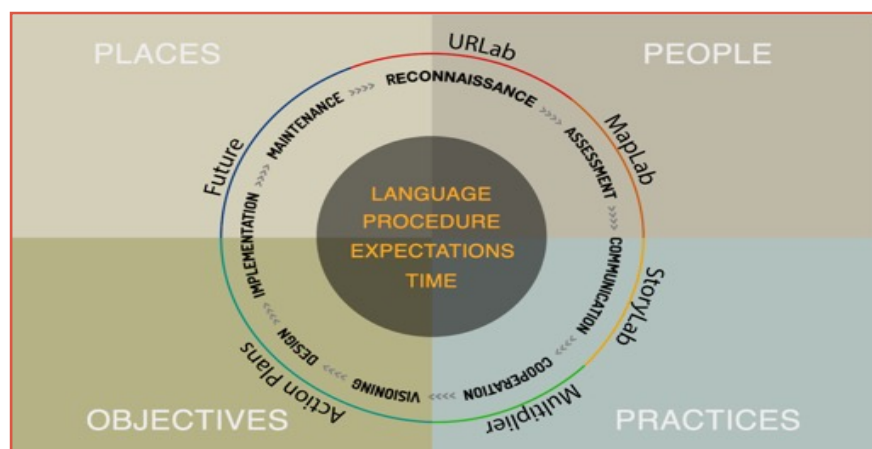 PLACES
PEOPLE
URLab
MapLab
StoryLab
Multiplier
Action Plans
Future
RECONNAISSANCE >>>>
ASSESSMENT >>>>
COMMUNICATION >>>>
COOPERATION >>>>
VISIONING >>>>
DESIGN >>>>
IMPLEMENTATION >>>>
MAINTENANCE >>>>
LANGUAGE
PROCEDURE
EXPECTATIONS
TIME
OBJECTIVES
PRACTICES